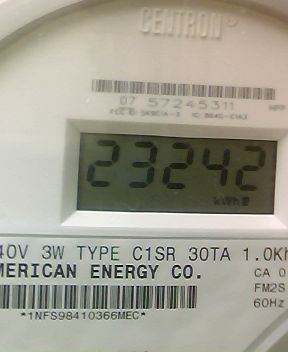 CENTRON
07 57245311
23242
kWh
40V 3W TYPE C1SR 30TA 1.0Kh
MERICAN ENERGY CO.
CA 0
FM2S
60Hz
*1NFS98410366MEC*